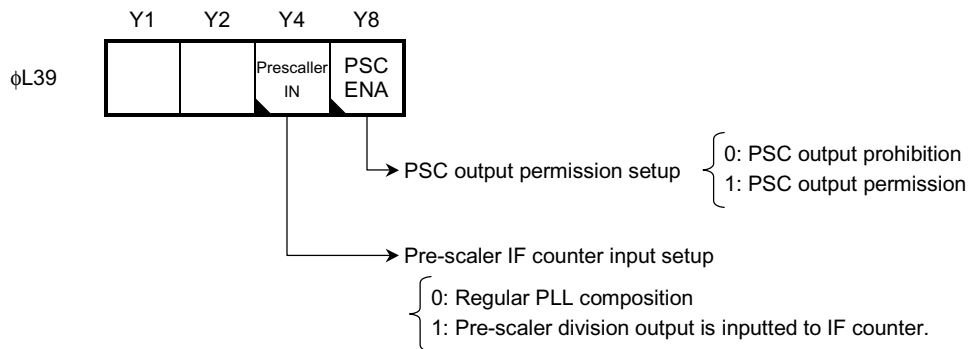 Y1 Y2 Y4 Y8
ϕL39
Prescaller
IN
PSC
ENA
PSC output permission setup
0: PSC output prohibition
1: PSC output permission
Pre-scaler IF counter input setup
0: Regular PLL composition
1: Pre-scaler division output is inputted to IF counter.